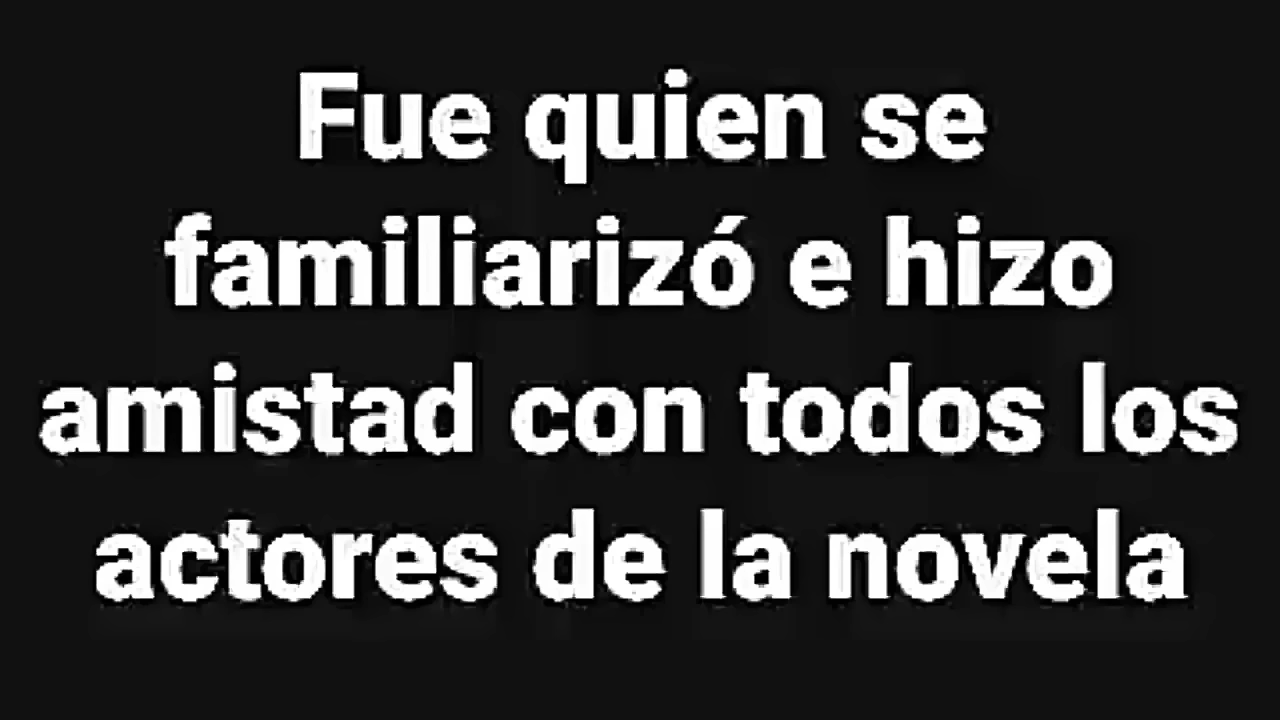 Fue quien se
familiarizó e hizo
amistad con todos los
actores de la novela